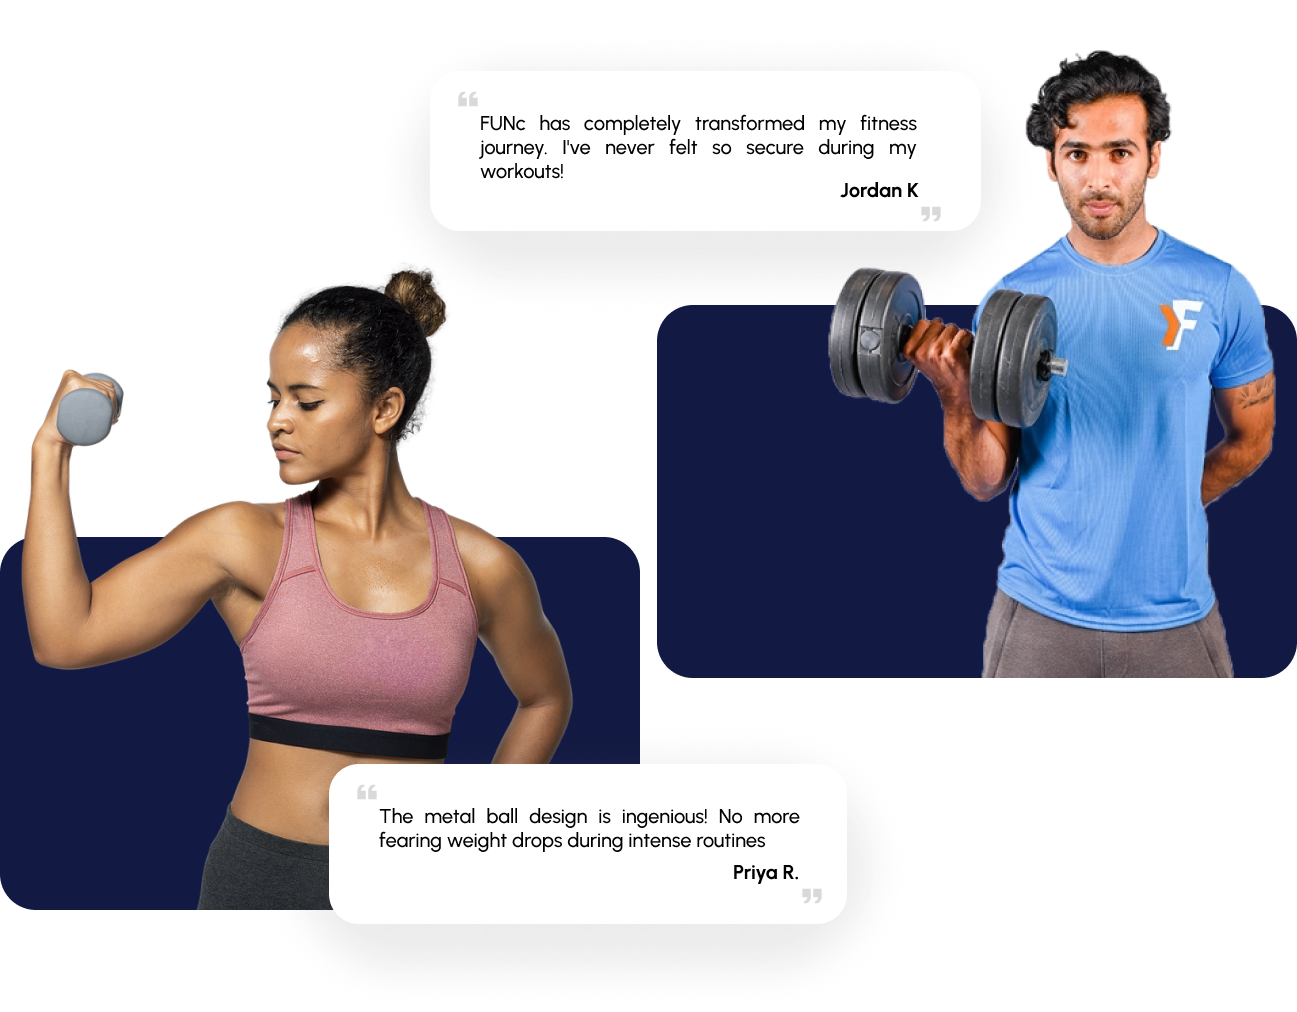 FUNc has completely transformed my fitness
journey. I've never felt so secure during my
workouts!
Jordan K
F
The metal ball design is ingenious! No more
fearing weight drops during intense routines
Priya R.